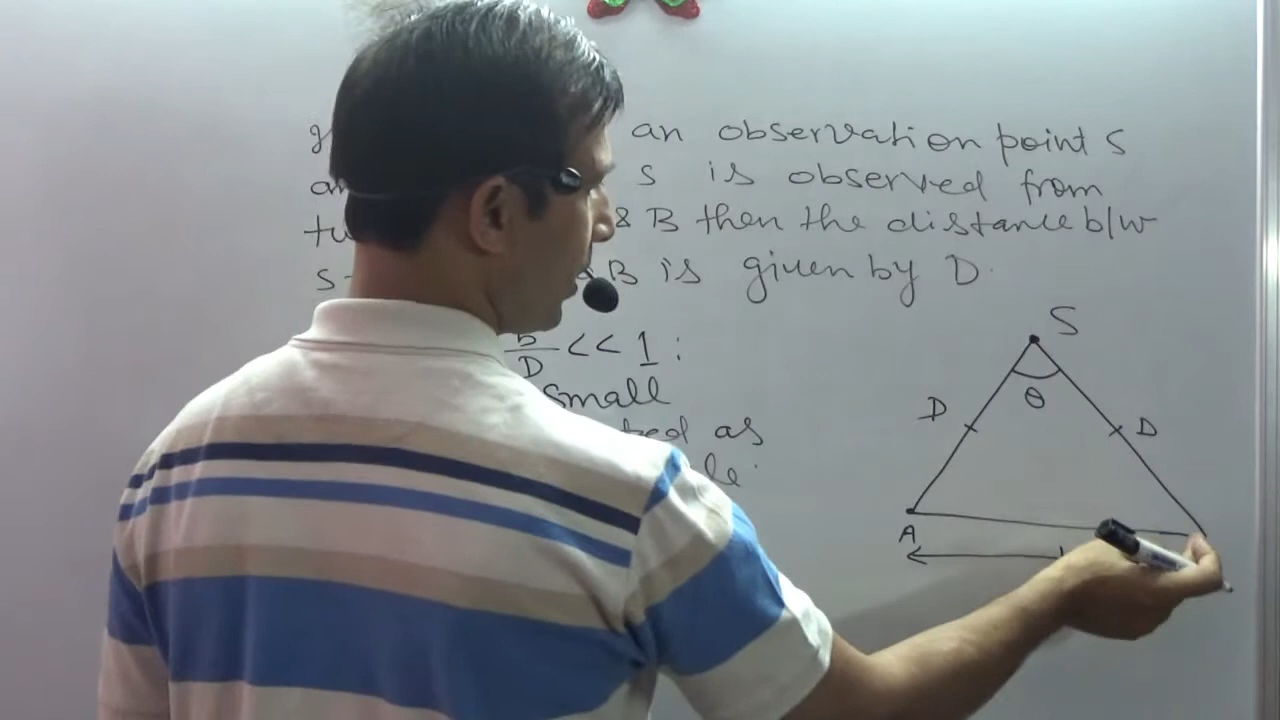 an observation point S
S is observed from
& B then the distance b/w
B is given by D.
D << 1 :
small
as
S
θ
D D
A